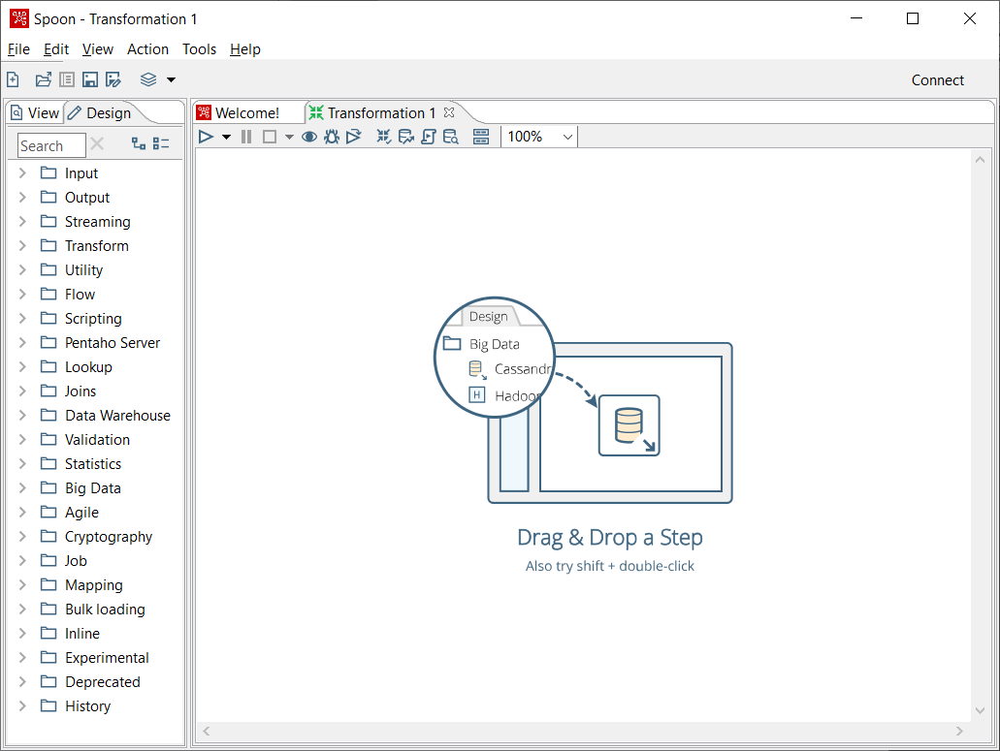 Spoon - Transformation 1
File Edit View Action Tools Help
Connect
View Design
Welcome! Transformation 1
100%
Search
Input
Output
Streaming
Transform
Utility
Flow
Scripting
Pentaho Server
Lookup
Joins
Data Warehouse
Validation
Statistics
Big Data
Agile
Cryptography
Job
Mapping
Bulk loading
Inline
Experimental
Deprecated
History
Design
Big Data
Cassandr
H Hadoop
Drag & Drop a Step
Also try shift + double-click